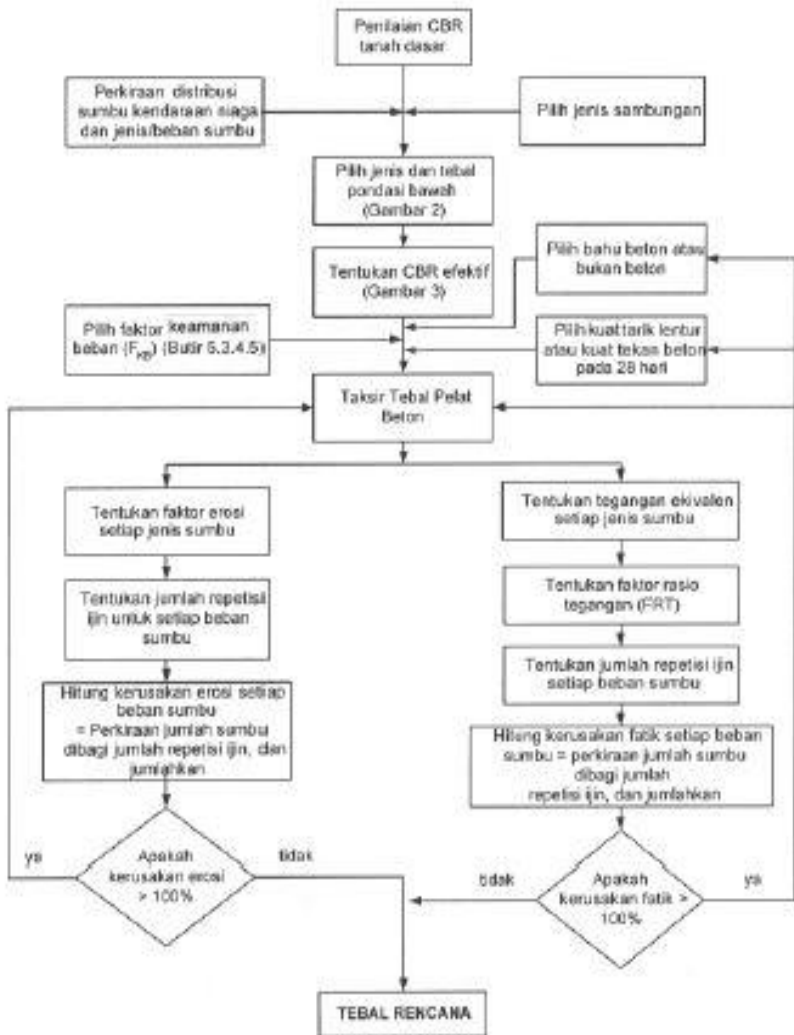 Penilaian CBR
tanah dasar
Perkiraan distribusi
sumbu kendaraan niaga
dan jenis/beban sumbu
Pilih jenis sambungan
Pilih jenis dan tebal
pondasi bawah
(Gambar 2)
Tentukan CBR efektif
(Gambar 3)
Pilih bahu beton atau
bukan beton
Pilih faktor keamanan
beban (FKB) (Butir 5.3.4.5)
Pilih kuat tarik lentur
atau kuat tekan beton
pada 28 hari
Taksir Tebal Pelat
Beton
Tentukan faktor erosi
setiap jenis sumbu
Tentukan tegangan ekivalen
setiap jenis sumbu
Tentukan faktor rasio
tegangan (FRT)
Tentukan jumlah repetisi
ijin untuk setiap beban
sumbu
Tentukan jumlah repetisi ijin
setiap beban sumbu
Hitung kerusakan erosi setiap
beban sumbu
= Perkiraan jumlah sumbu
dibagi jumlah repetisi ijin, dan
jumlahkan
Hitung kerusakan fatik setiap beban
sumbu = perkiraan jumlah sumbu
dibagi jumlah
repetisi ijin, dan jumlahkan
ya
Apakah
kerusakan erosi
> 100%
tidak
tidak
Apakah
kerusakan fatik >
100%
ya
TEBAL RENCANA